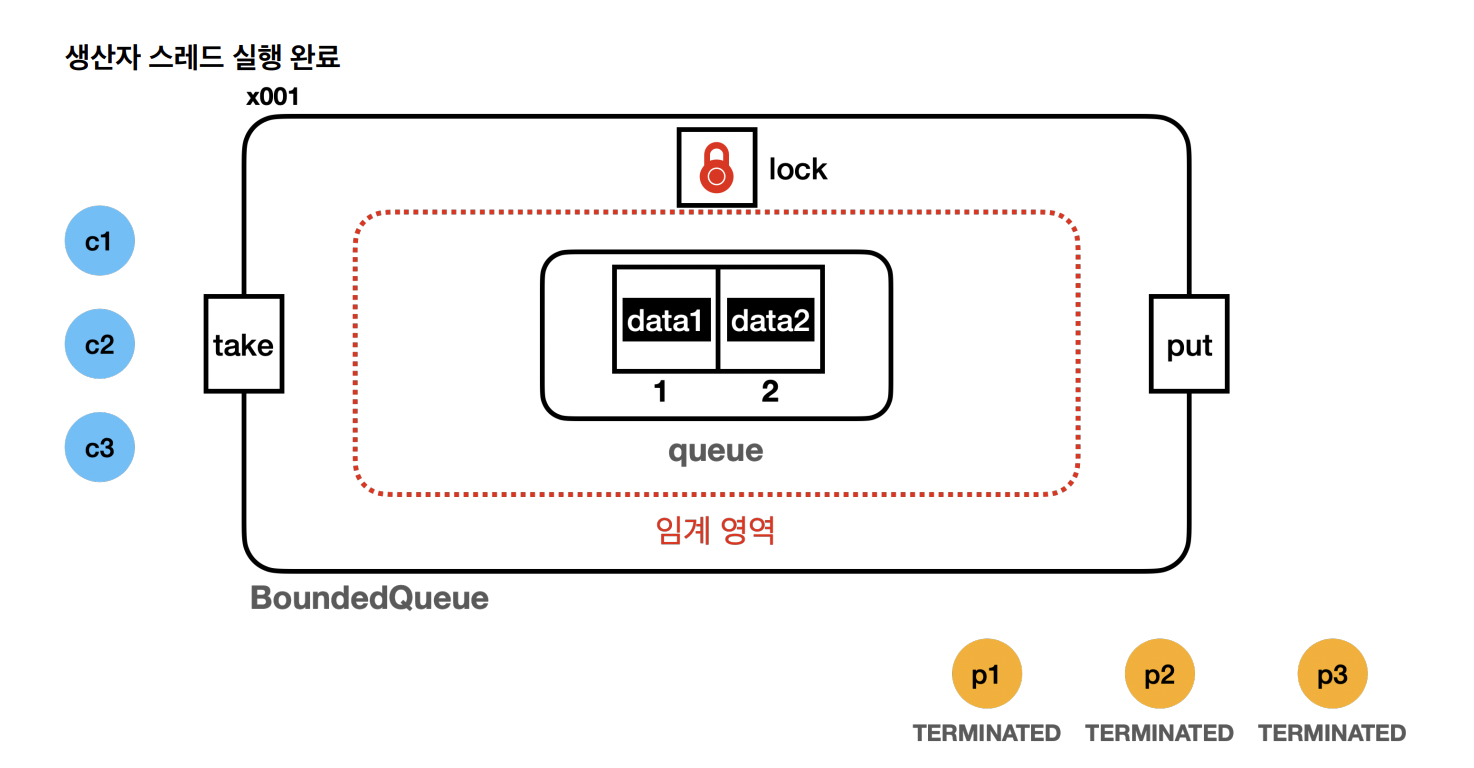 생산자 스레드 실행 완료
x001
lock
c1
c2
c3
take
data1 data2
1 2
put
queue
임계 영역
BoundedQueue
p1 p2 p3
TERMINATED TERMINATED TERMINATED